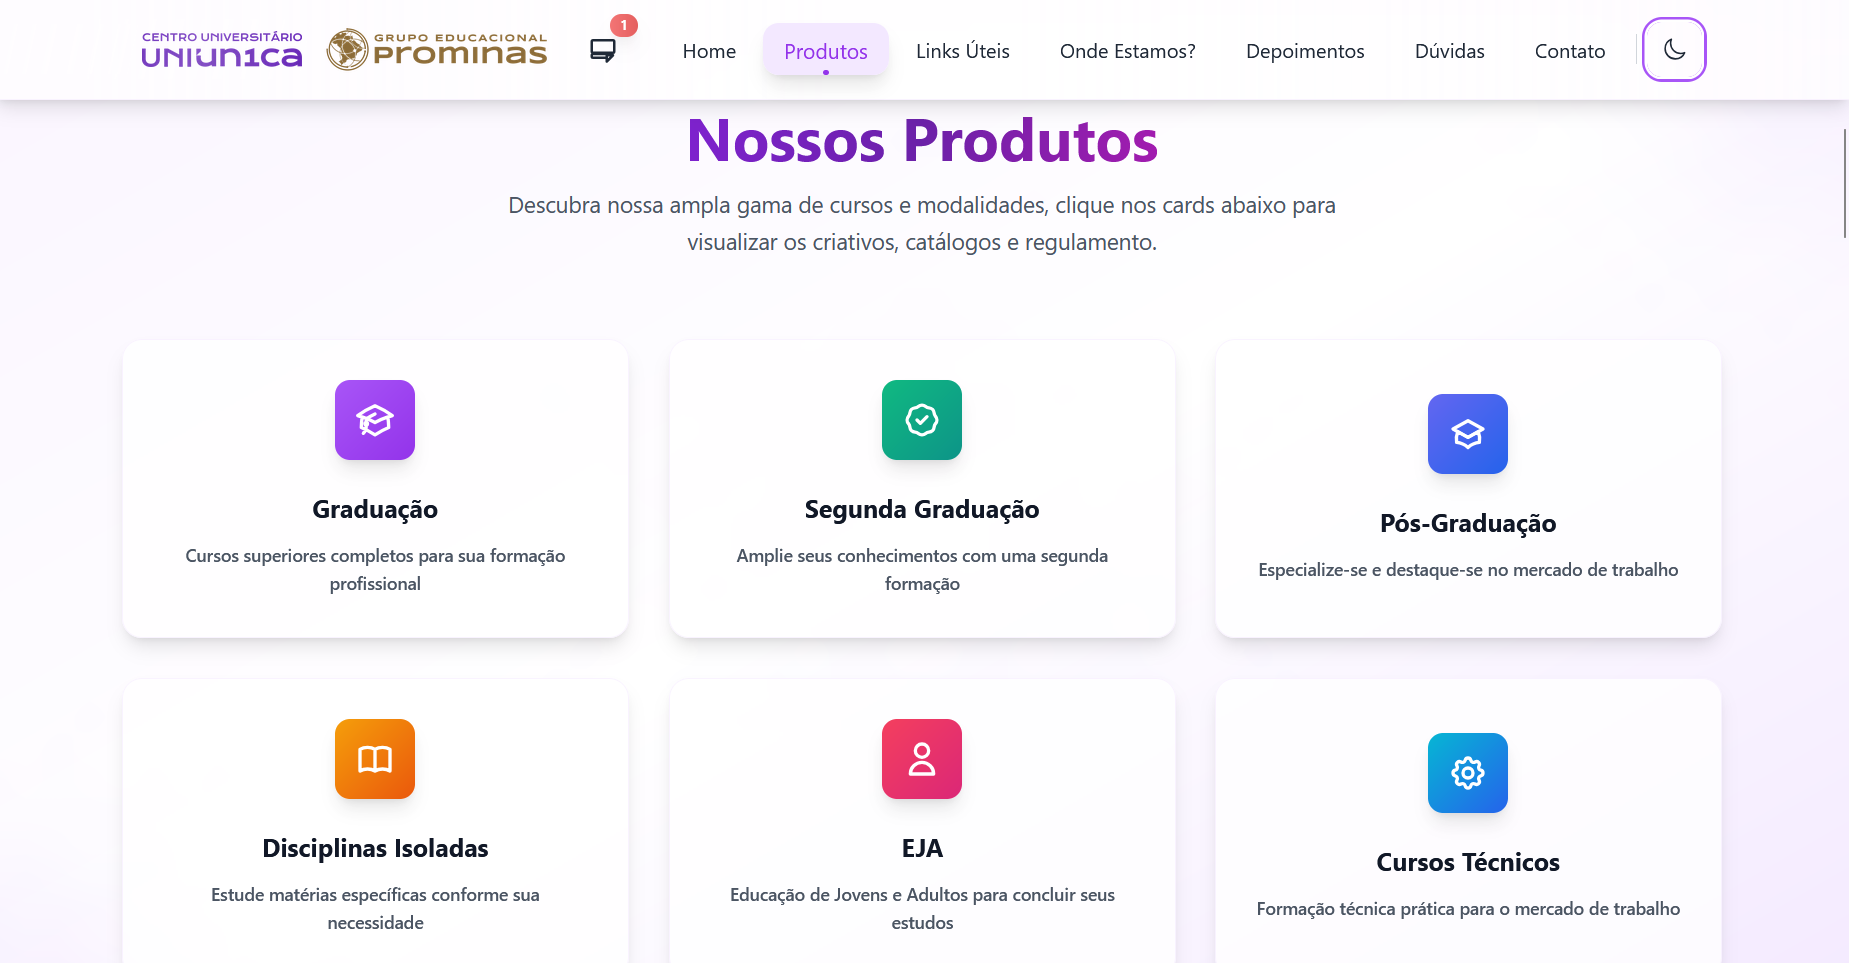 CENTRO UNIVERSITÁRIO
UNIUN1CA
GRUPO EDUCACIONAL
Prominas
1
Home
Produtos
Links Úteis
Onde Estamos?
Depoimentos
Dúvidas
Contato
Nossos Produtos
Descubra nossa ampla gama de cursos e modalidades, clique nos cards abaixo para
visualizar os criativos, catálogos e regulamento.
Graduação
Cursos superiores completos para sua formação
profissional
Segunda Graduação
Amplie seus conhecimentos com uma segunda
formação
Pós-Graduação
Especialize-se e destaque-se no mercado de trabalho
Disciplinas Isoladas
Estude matérias específicas conforme sua
necessidade
EJA
Educação de Jovens e Adultos para concluir seus
estudos
Cursos Técnicos
Formação técnica prática para o mercado de trabalho